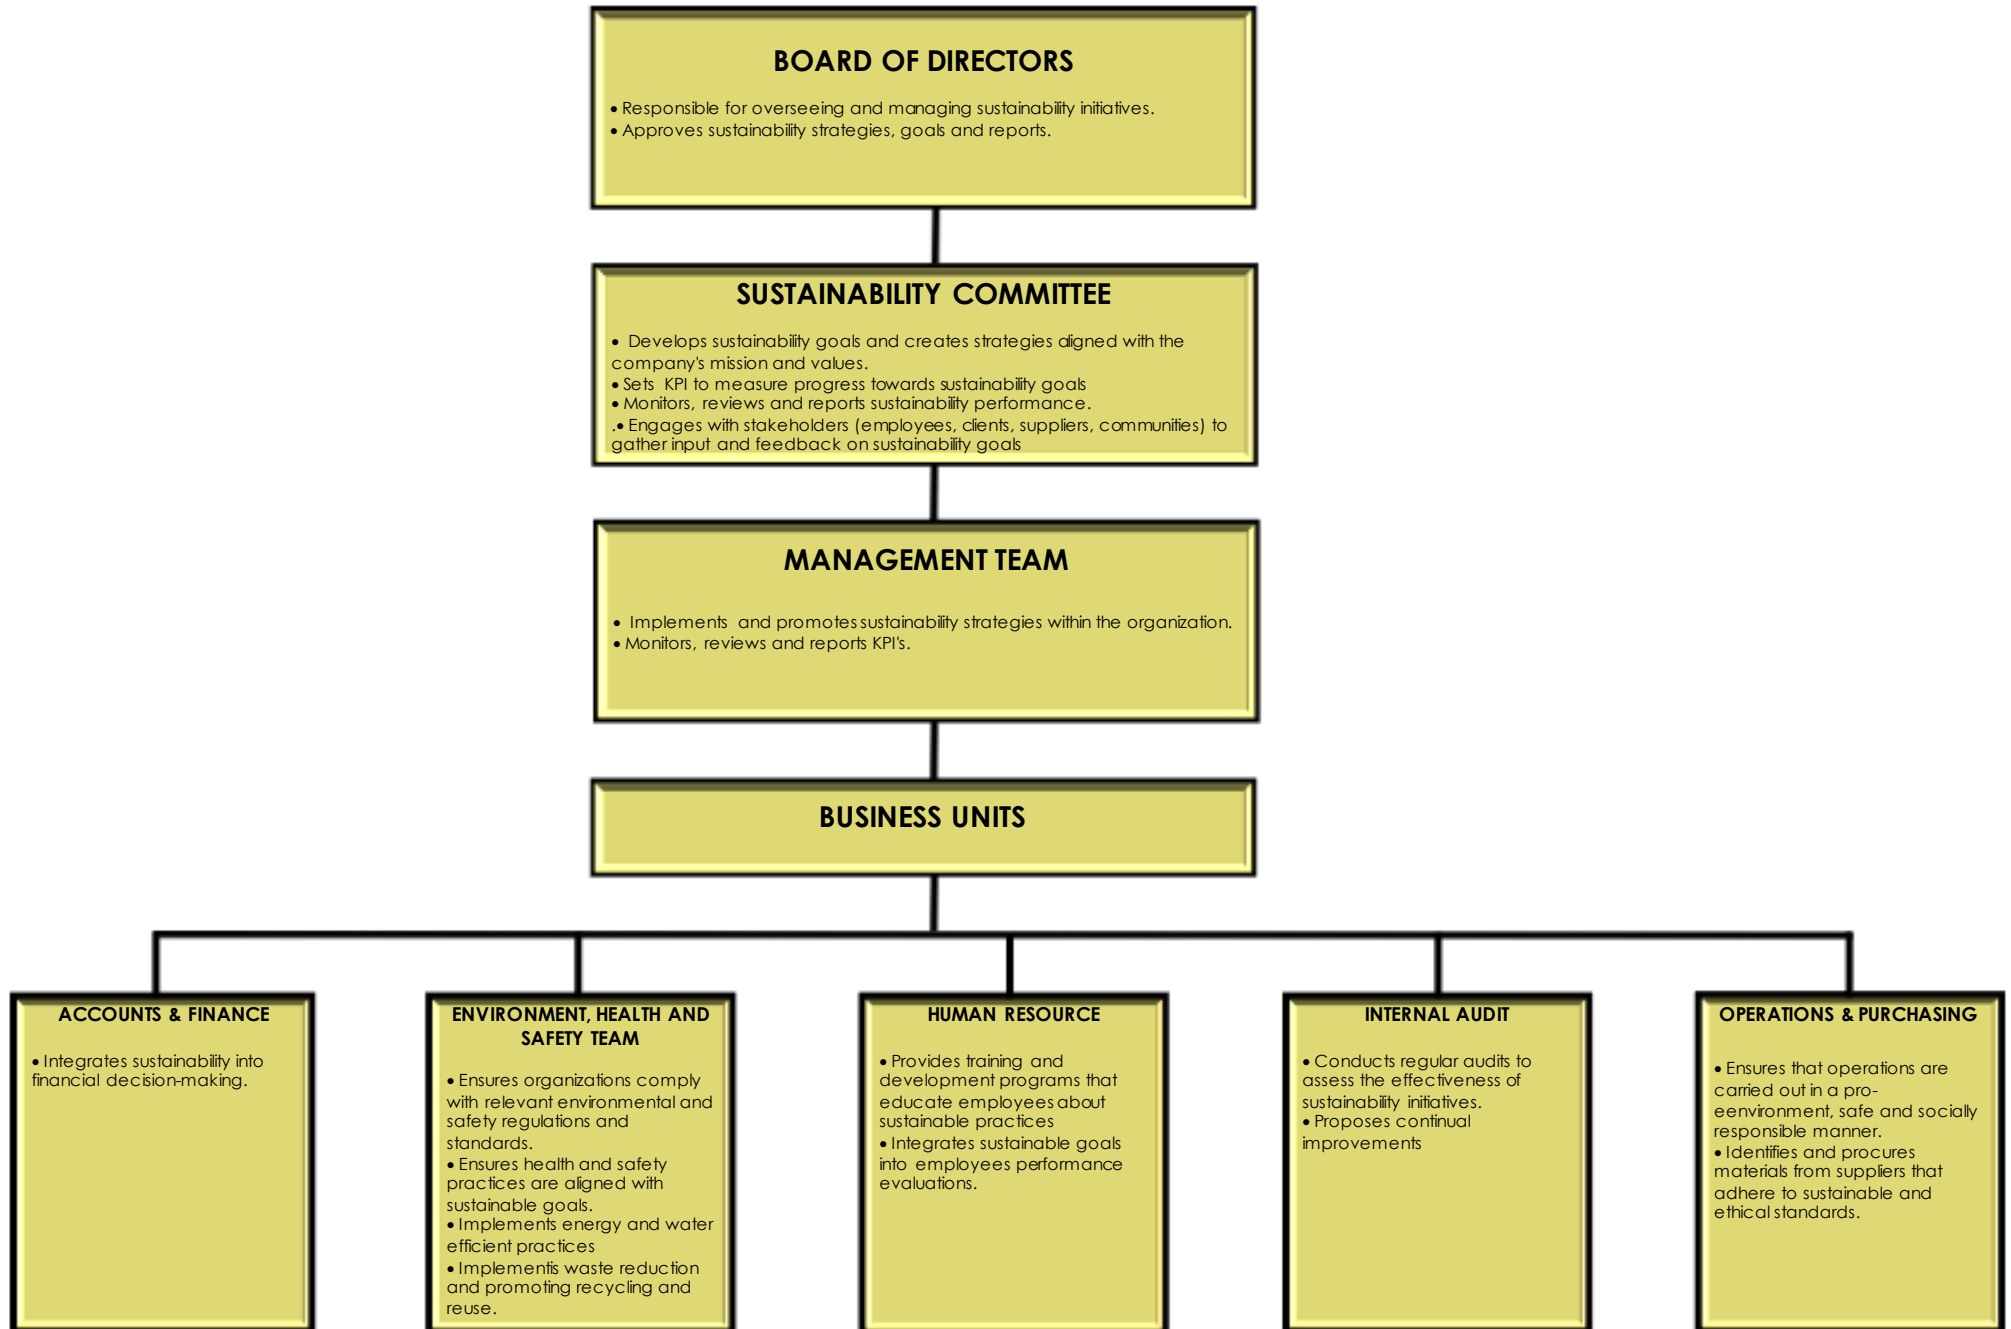 BOARD OF DIRECTORS
• Responsible for overseeing and managing sustainability initiatives.
• Approves sustainability strategies, goals and reports.
SUSTAINABILITY COMMITTEE
• Develops sustainability goals and creates strategies aligned with the
company's mission and values.
• Sets KPI to measure progress towards sustainability goals
• Monitors, reviews and reports sustainability performance.
.• Engages with stakeholders (employees, clients, suppliers, communities) to
gather input and feedback on sustainability goals
MANAGEMENT TEAM
• Implements and promotes sustainability strategies within the organization.
• Monitors, reviews and reports KPI's.
BUSINESS UNITS
ACCOUNTS & FINANCE
• Integrates sustainability into
financial decision-making.
ENVIRONMENT, HEALTH AND
SAFETY TEAM
• Ensures organizations comply
with relevant environmental and
safety regulations and
standards.
• Ensures health and safety
practices are aligned with
sustainable goals.
• Implements energy and water
efficient practices
• Implementis waste reduction
and promoting recycling and
reuse.
HUMAN RESOURCE
• Provides training and
development programs that
educate employees about
sustainable practices
• Integrates sustainable goals
into employees performance
evaluations.
INTERNAL AUDIT
• Conducts regular audits to
assess the effectiveness of
sustainability initiatives.
• Proposes continual
improvements
OPERATIONS & PURCHASING
• Ensures that operations are
carried out in a pro-
eenvironment, safe and socially
responsible manner.
• Identifies and procures
materials from suppliers that
adhere to sustainable and
ethical standards.